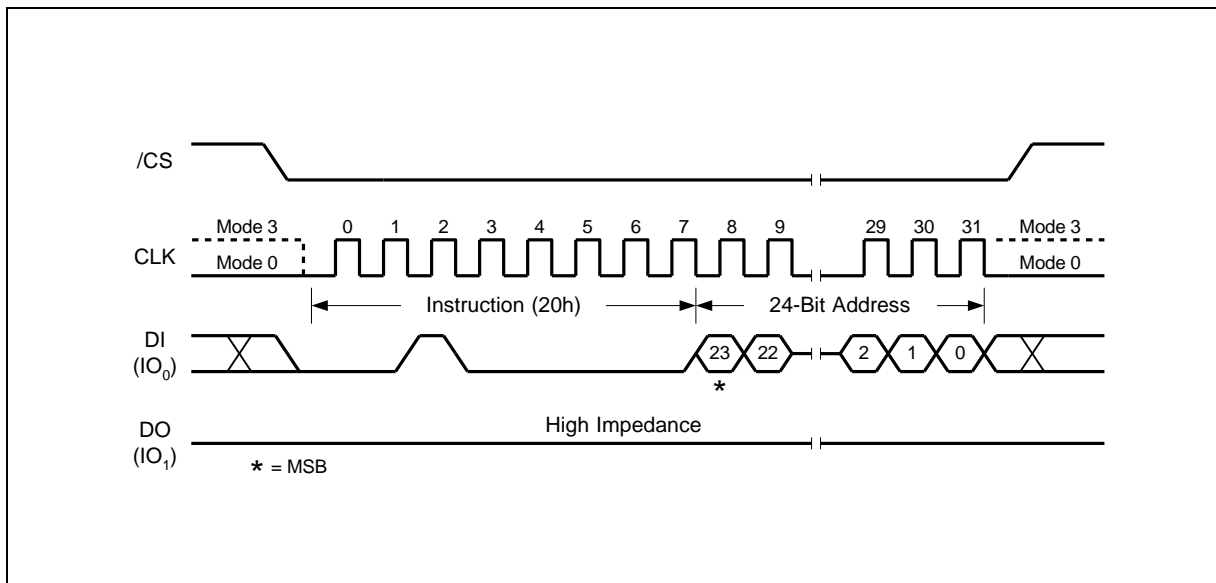 /CS
Mode 3 0 1 2 3 4 5 6 7 8 9 29 30 31 Mode 3
CLK
Mode 0 Mode 0
Instruction (20h) 24-Bit Address
DI
(IO0)
23 22 2 1 0
*
High Impedance
DO
(IO1)
* = MSB